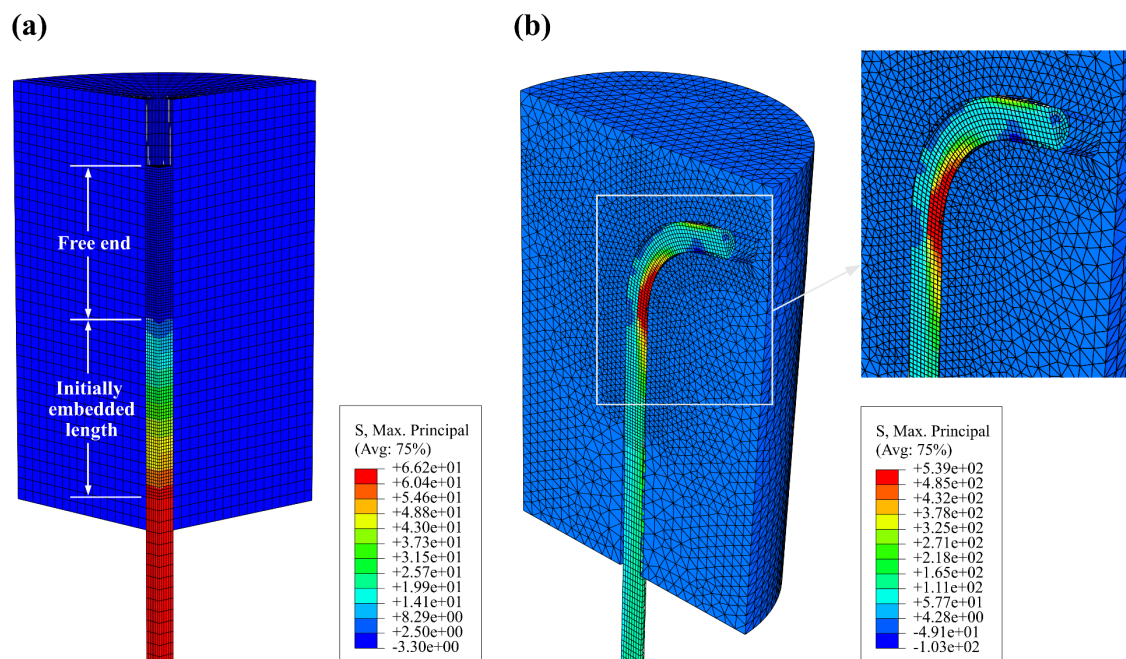 (a)
(b)
Free end
Initially
embedded
length
S, Max. Principal
(Avg: 75%)
+6.62e+01
+6.04e+01
+5.46e+01
+4.88e+01
+4.30e+01
+3.73e+01
+3.15e+01
+2.57e+01
+1.99e+01
+1.41e+01
+8.29e+00
+2.50e+00
-3.30e+00
S, Max. Principal
(Avg: 75%)
+5.39e+02
+4.85e+02
+4.32e+02
+3.78e+02
+3.25e+02
+2.71e+02
+2.18e+02
+1.65e+02
+1.11e+02
+5.77e+01
+4.28e+00
-4.91e+01
-1.03e+02